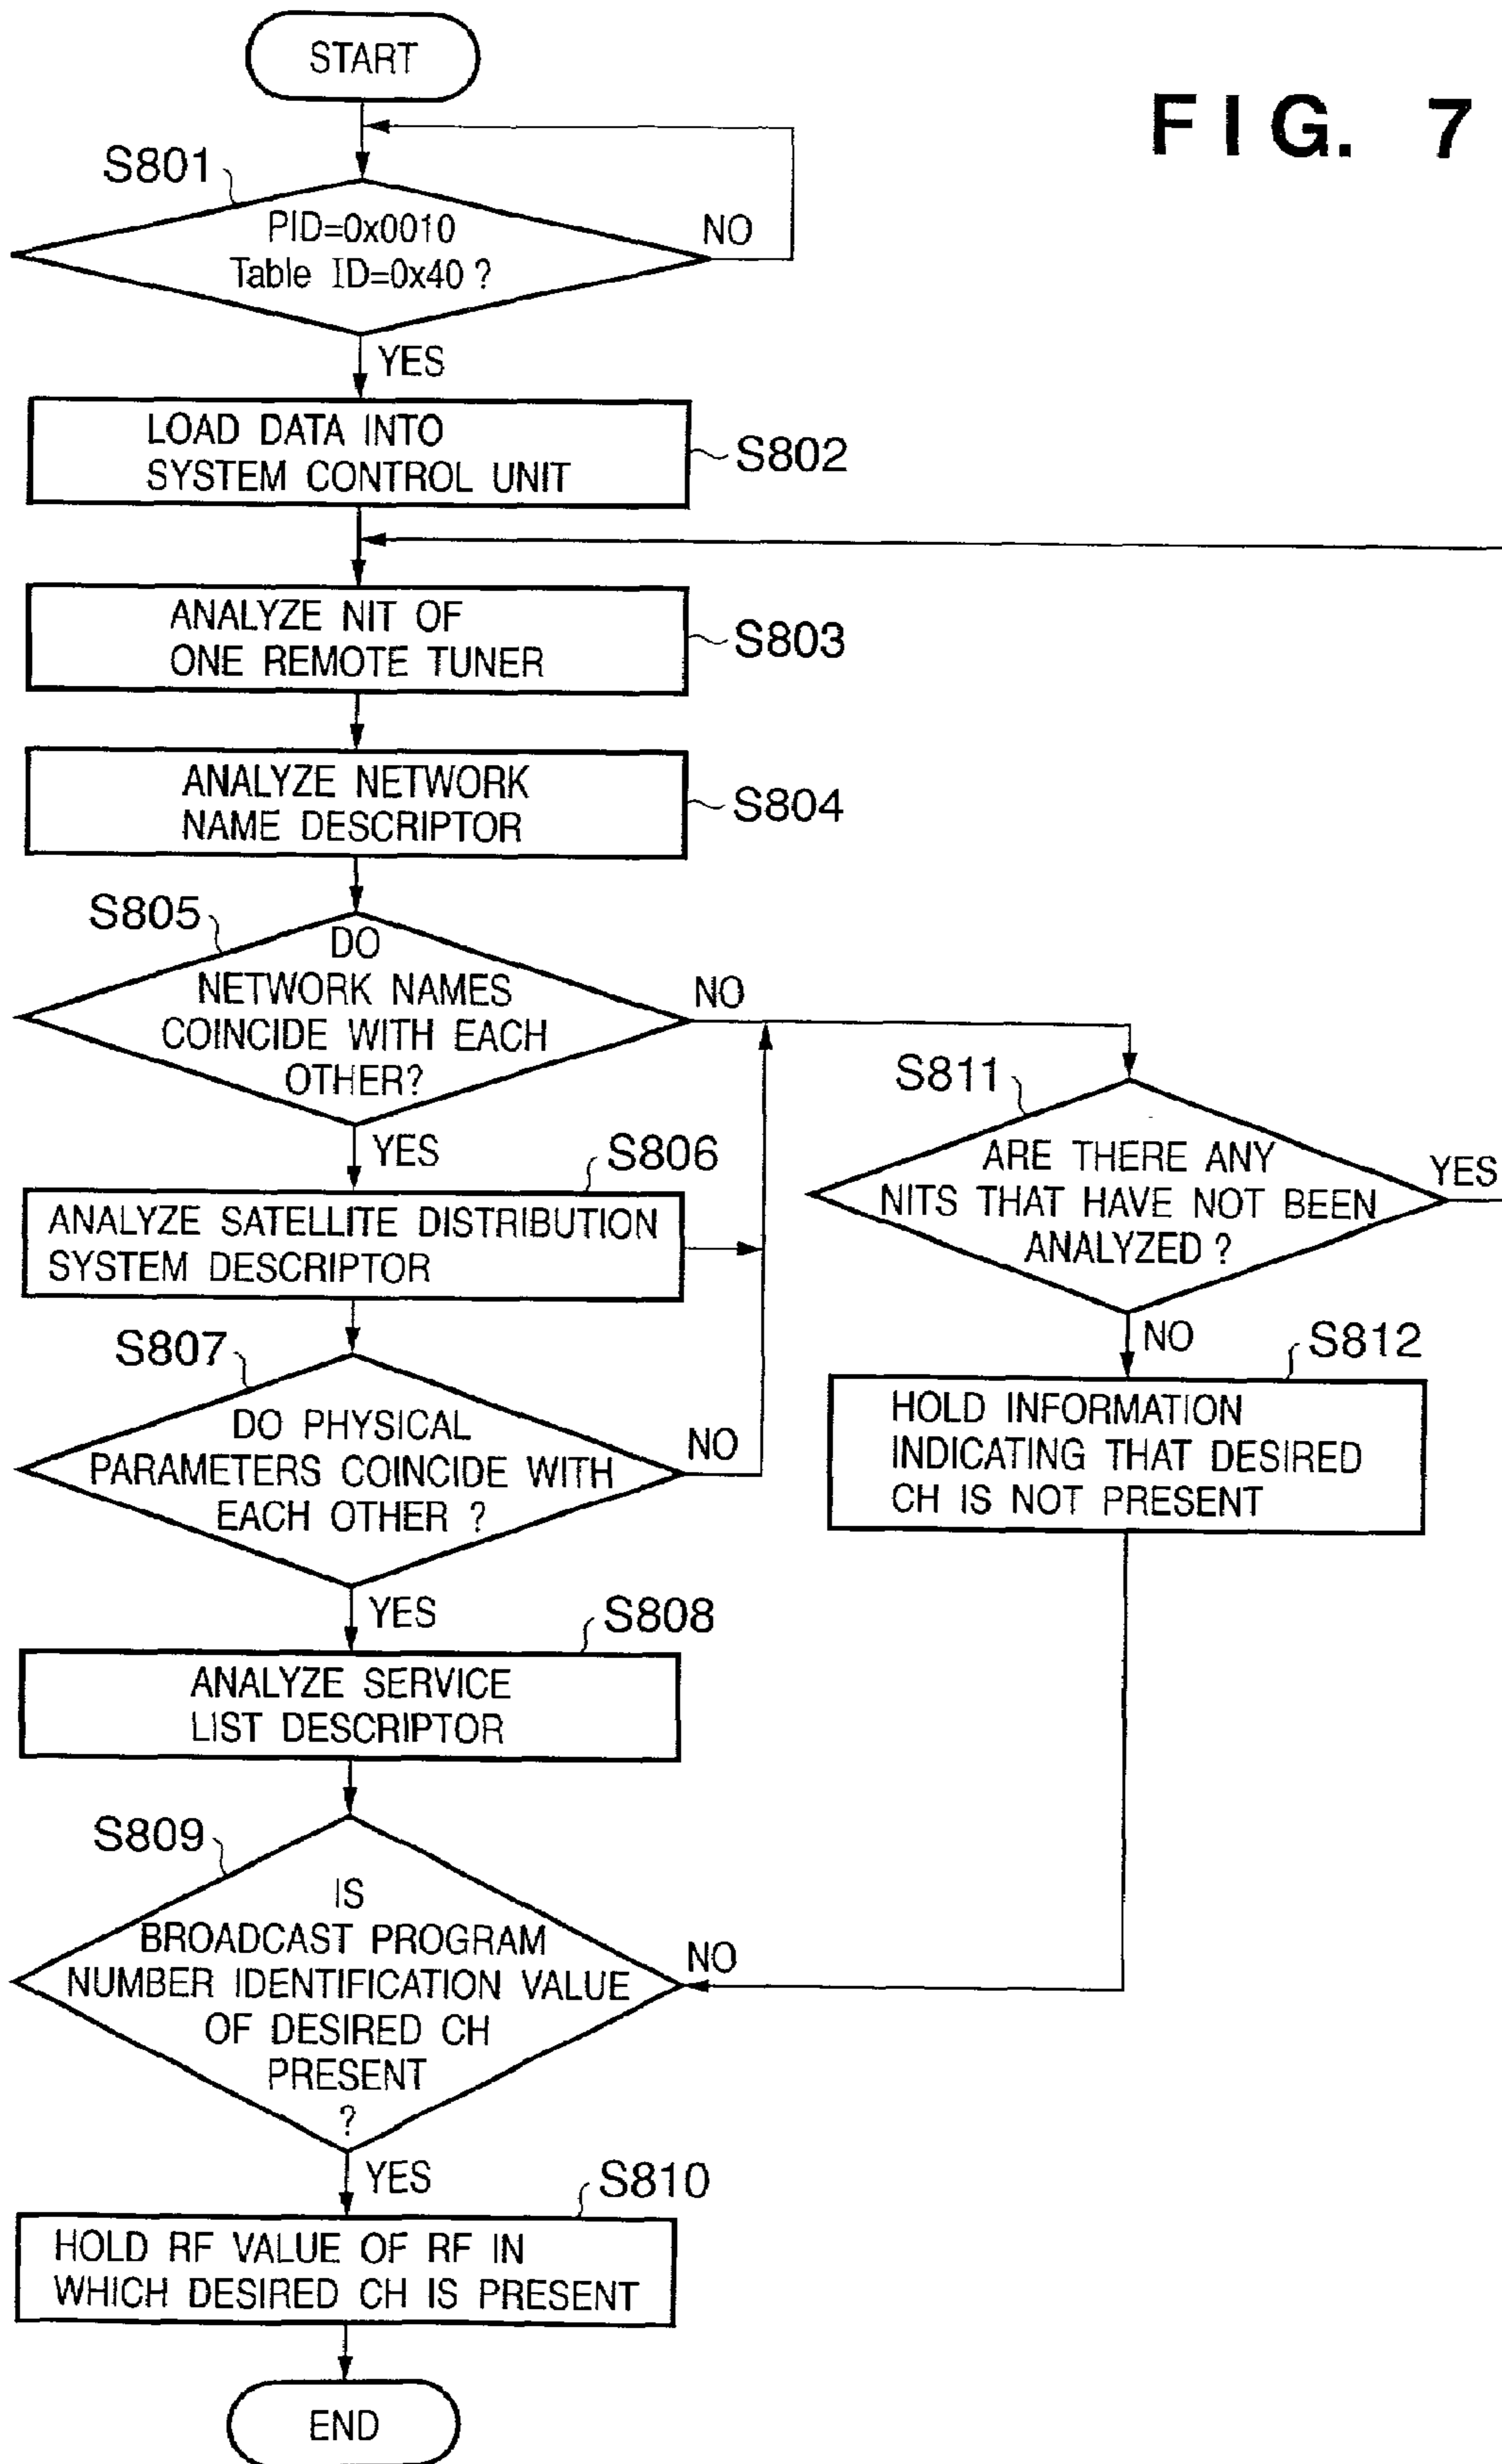 START
FIG. 7
S801
PID=0x0010
Table ID=0x40 ?
NO
YES
LOAD DATA INTO
SYSTEM CONTROL UNIT
S802
ANALYZE NIT OF
ONE REMOTE TUNER
S803
ANALYZE NETWORK
NAME DESCRIPTOR
S804
S805
DO
NETWORK NAMES
COINCIDE WITH EACH
OTHER?
NO
YES
S806
ANALYZE SATELLITE DISTRIBUTION
SYSTEM DESCRIPTOR
S807
DO PHYSICAL
PARAMETERS COINCIDE WITH
EACH OTHER ?
NO
YES
S808
ANALYZE SERVICE
LIST DESCRIPTOR
S809
IS
BROADCAST PROGRAM
NUMBER IDENTIFICATION VALUE
OF DESIRED CH
PRESENT
?
NO
YES
S810
HOLD RF VALUE OF RF IN
WHICH DESIRED CH IS PRESENT
END
S811
ARE THERE ANY
NITS THAT HAVE NOT BEEN
ANALYZED ?
YES
NO
S812
HOLD INFORMATION
INDICATING THAT DESIRED
CH IS NOT PRESENT